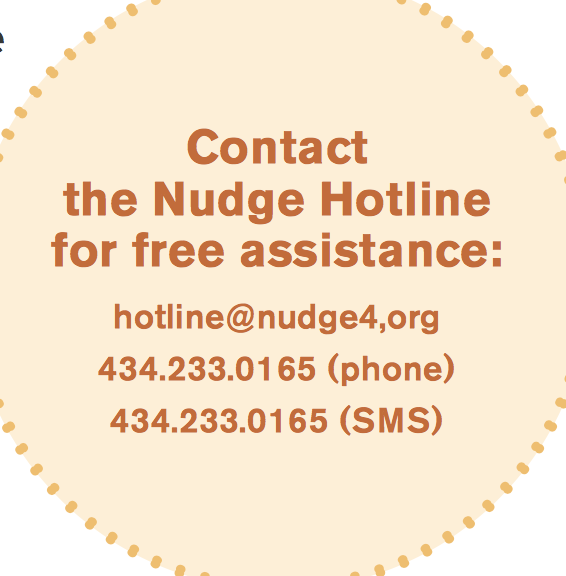 Contact
the Nudge Hotline
for free assistance:
hotline@nudge4,org
434.233.0165 (phone)
434.233.0165 (SMS)